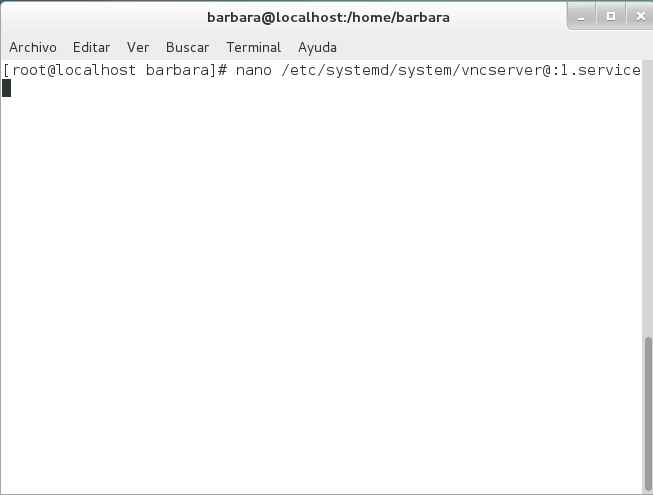 barbara@localhost:/home/barbara
Archivo Editar Ver Buscar Terminal Ayuda
[root@localhost barbara]# nano /etc/systemd/system/vncserver@:1.service